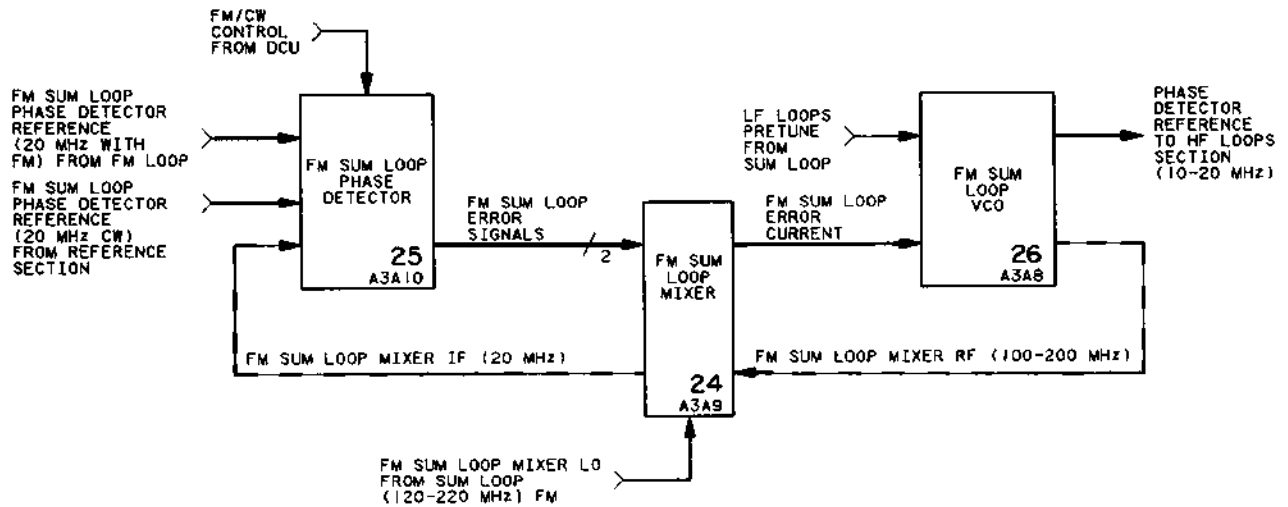 FM/CW
CONTROL
FROM DCU
FM SUM LOOP
PHASE DETECTOR
REFERENCE
(20 MHz WITH
FM) FROM FM LOOP
FM SUM LOOP
PHASE DETECTOR
REFERENCE
(20 MHz CW)
FROM REFERENCE
SECTION
FM SUM LOOP
PHASE
DETECTOR
25
A3A10
FM SUM LOOP
ERROR
SIGNALS
2
FM SUM
LOOP
MIXER
24
A3A9
LF LOOPS
PRETUNE
FROM
SUM LOOP
FM SUM LOOP
ERROR
CURRENT
FM SUM
LOOP
VCO
26
A3A8
PHASE
DETECTOR
REFERENCE
TO HF LOOPS
SECTION
(10-20 MHz)
FM SUM LOOP MIXER IF (20 MHz)
FM SUM LOOP MIXER RF (100-200 MHz)
FM SUM LOOP MIXER LO
FROM SUM LOOP
(120-220 MHz) FM